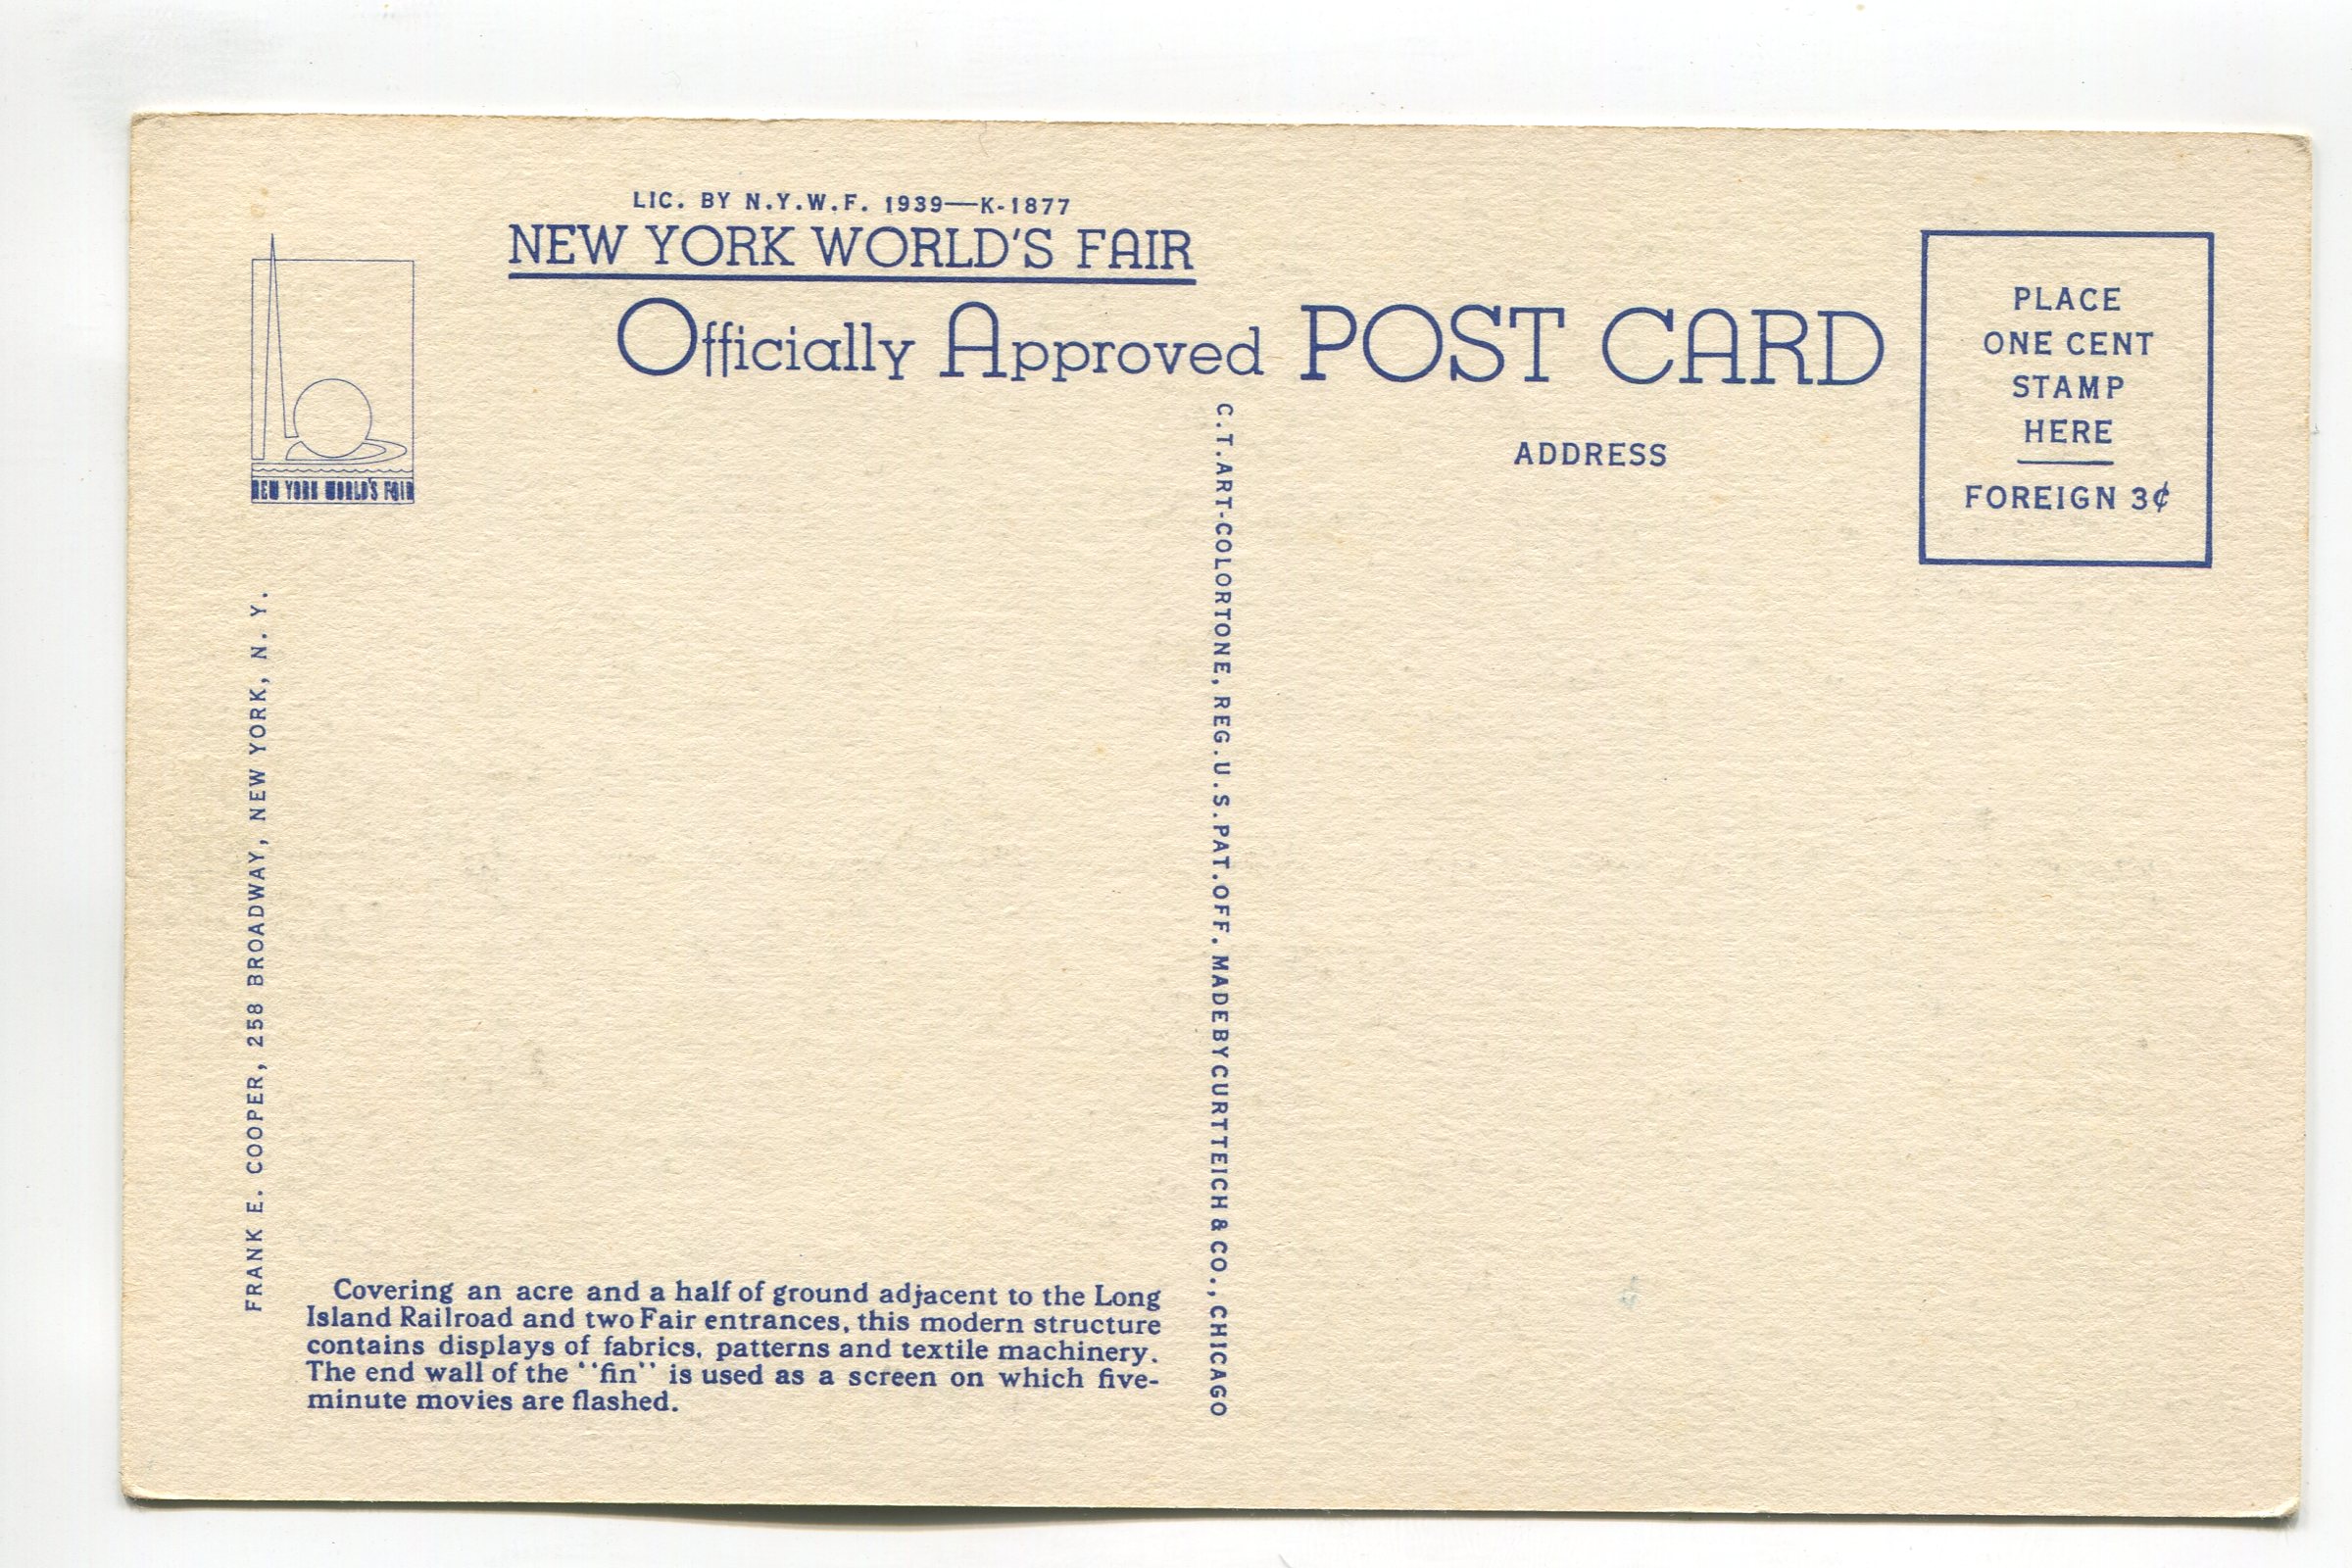 LIC. BY N.Y.W.F. 1939—K-1877
NEW YORK WORLD'S FAIR
Officially Approved POST CARD
PLACE
ONE CENT
STAMP
HERE
FOREIGN 3¢
ADDRESS
NEW YORK WORLD'S FAIR
FRANK E. COOPER, 258 BROADWAY, NEW YORK, N. Y.
C.T.ART-COLORTONE, REG. U.S. PAT. OFF. MADE BY CURT TEICH & CO., CHICAGO
Covering an acre and a half of ground adjacent to the Long
Island Railroad and two Fair entrances, this modern structure
contains displays of fabrics, patterns and textile machinery.
The end wall of the "fin" is used as a screen on which five-
minute movies are flashed.